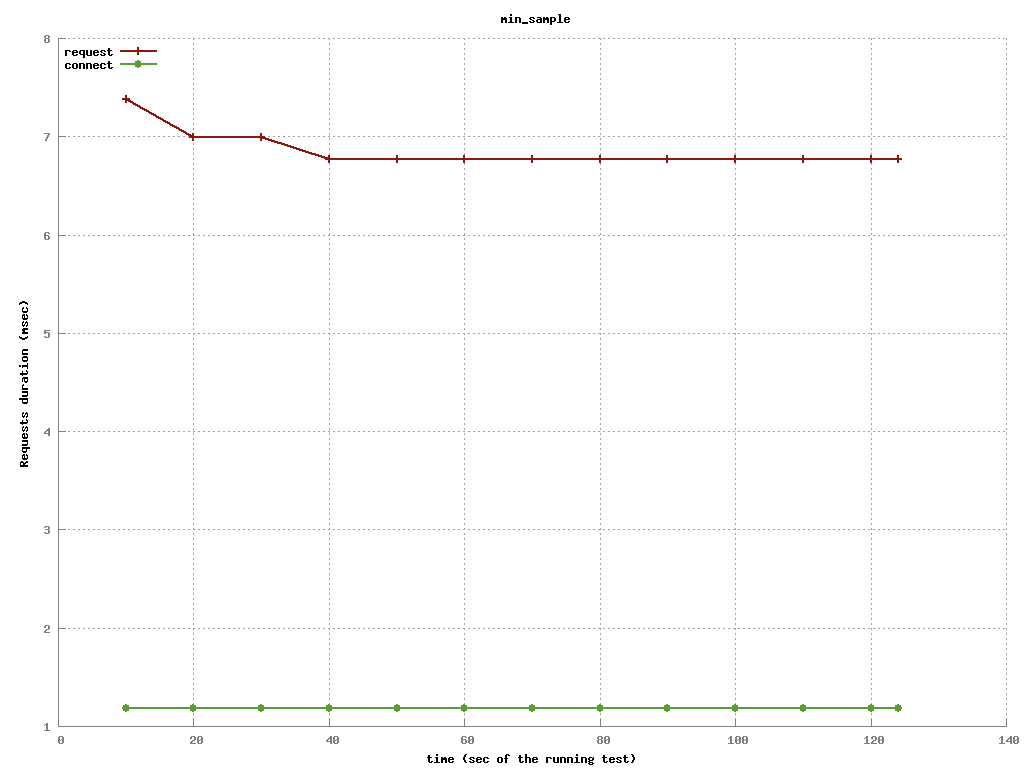 min_sample
8
request
connect
7
6
5
4
3
2
1
Requests duration (msec)
0 20 40 60 80 100 120 140
time (sec of the running test)